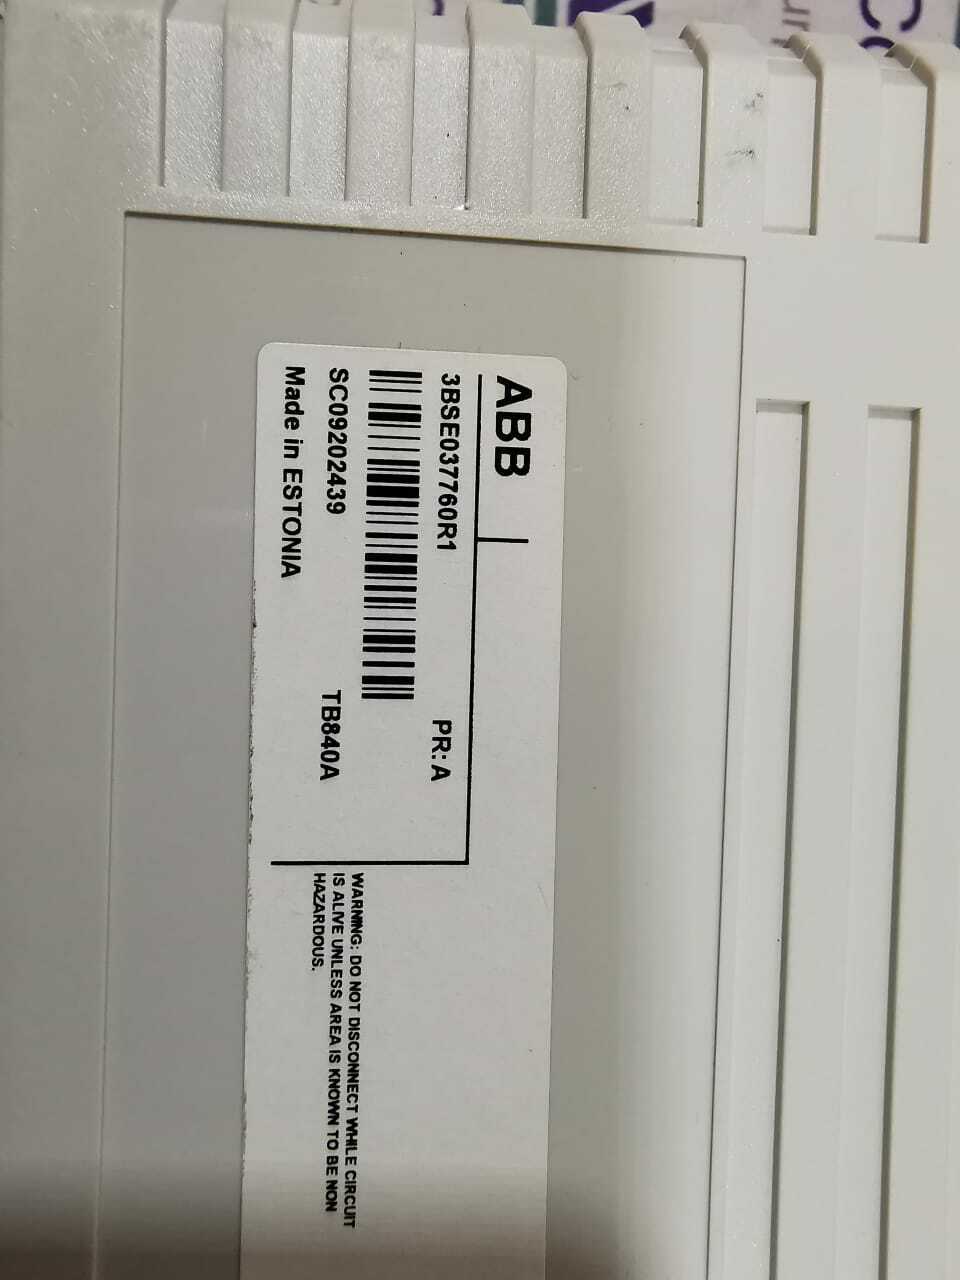 ABB
3BSE037760R1 PR: A
SC09202439 TB840A
Made in ESTONIA
WARNING: DO NOT DISCONNECT WHILE CIRCUIT
IS ALIVE UNLESS AREA IS KNOWN TO BE NON
HAZARDOUS.